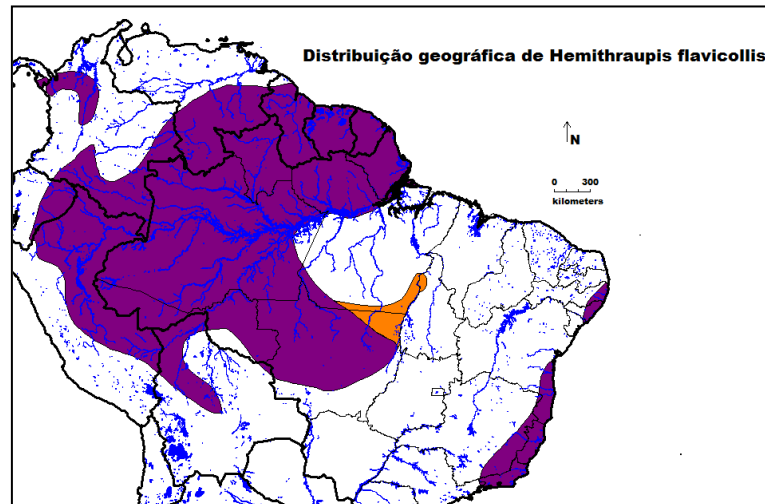 Distribuição geográfica de Hemithraupis flavicollis
N
0 300
kilometers